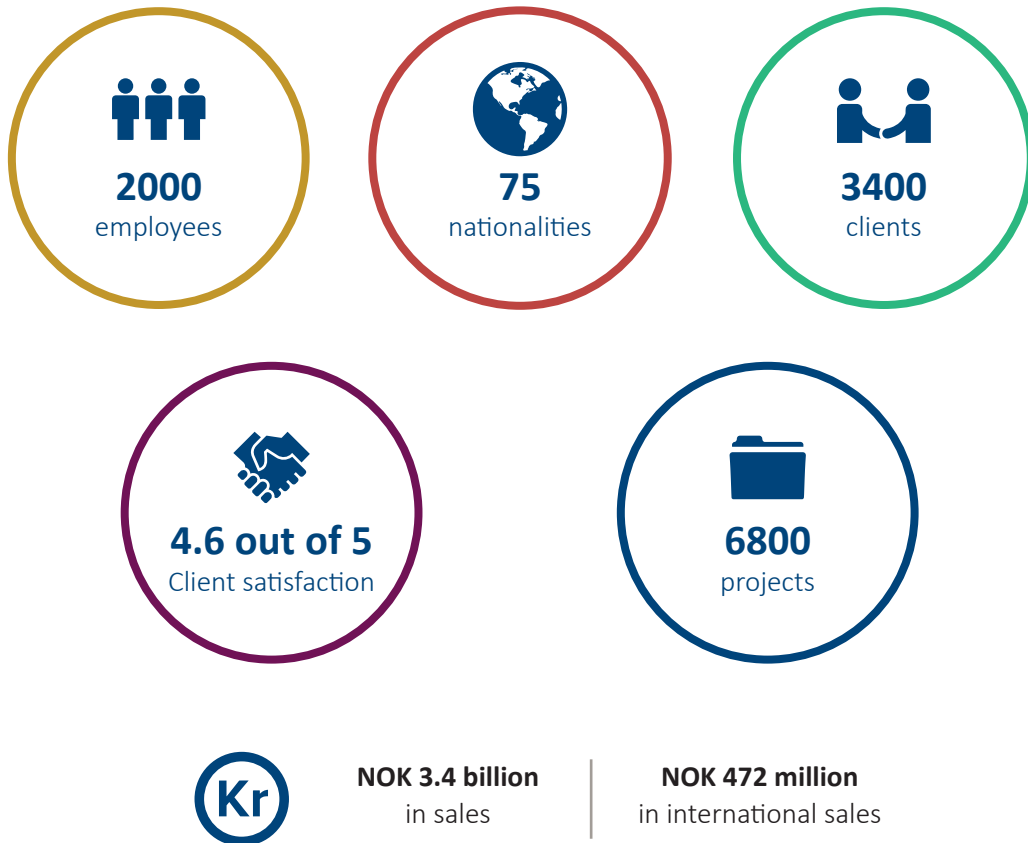 2000
employees
75
nationalities
3400
clients
4.6 out of 5
Client satisfaction
6800
projects
Kr
NOK 3.4 billion
in sales
NOK 472 million
in international sales